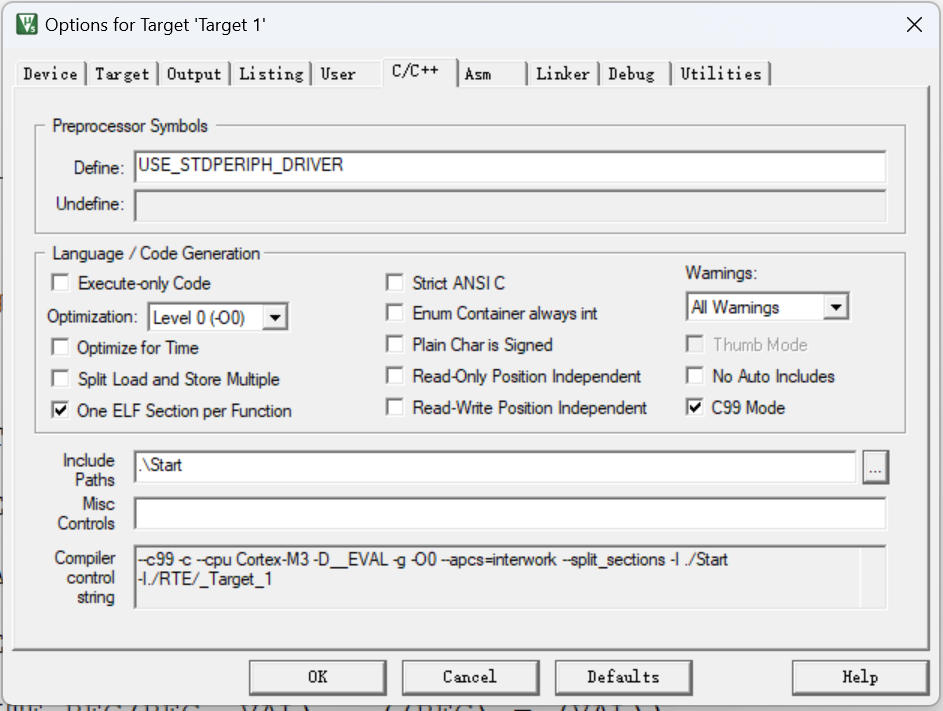 Options for Target 'Target 1'
Device Target Output Listing User C/C++ Asm Linker Debug Utilities
Preprocessor Symbols
Define: USE_STDPERIPH_DRIVER
Undefine:
Language / Code Generation
Execute-only Code
Strict ANSI C
Warnings:
Optimization: Level 0 (-O0)
Enum Container always int
All Warnings
Optimize for Time
Plain Char is Signed
Thumb Mode
Split Load and Store Multiple
Read-Only Position Independent
No Auto Includes
One ELF Section per Function
Read-Write Position Independent
C99 Mode
Include
Paths
.\Start
...
Misc
Controls
Compiler
control
string
--c99 -c --cpu Cortex-M3 -D__EVAL -g -O0 --apcs=interwork --split_sections -I ./Start
-I./RTE/_Target_1
OK Cancel Defaults Help